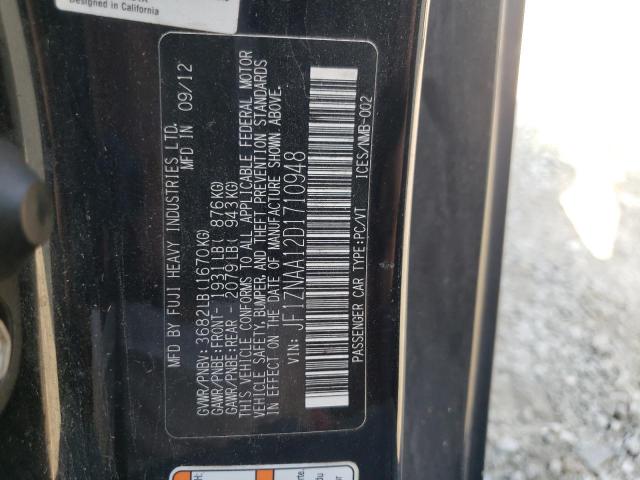 Designed in California
MFD BY FUJI HEAVY INDUSTRIES LTD.
MFD IN 09/12
GVWR/PNBV: 3682LB(1670KG)
GAWR/PNBE:FRONT- 1931LB( 876KG)
GAWR/PNBE:REAR - 2079LB( 943KG)
THIS VEHICLE CONFORMS TO ALL APPLICABLE FEDERAL MOTOR
VEHICLE SAFETY, BUMPER, AND THEFT PREVENTION STANDARDS
IN EFFECT ON THE DATE OF MANUFACTURE SHOWN ABOVE.
VIN: JF1ZNAA12D1710948
PASSENGER CAR TYPE:PC/VT ICES/NMB-002